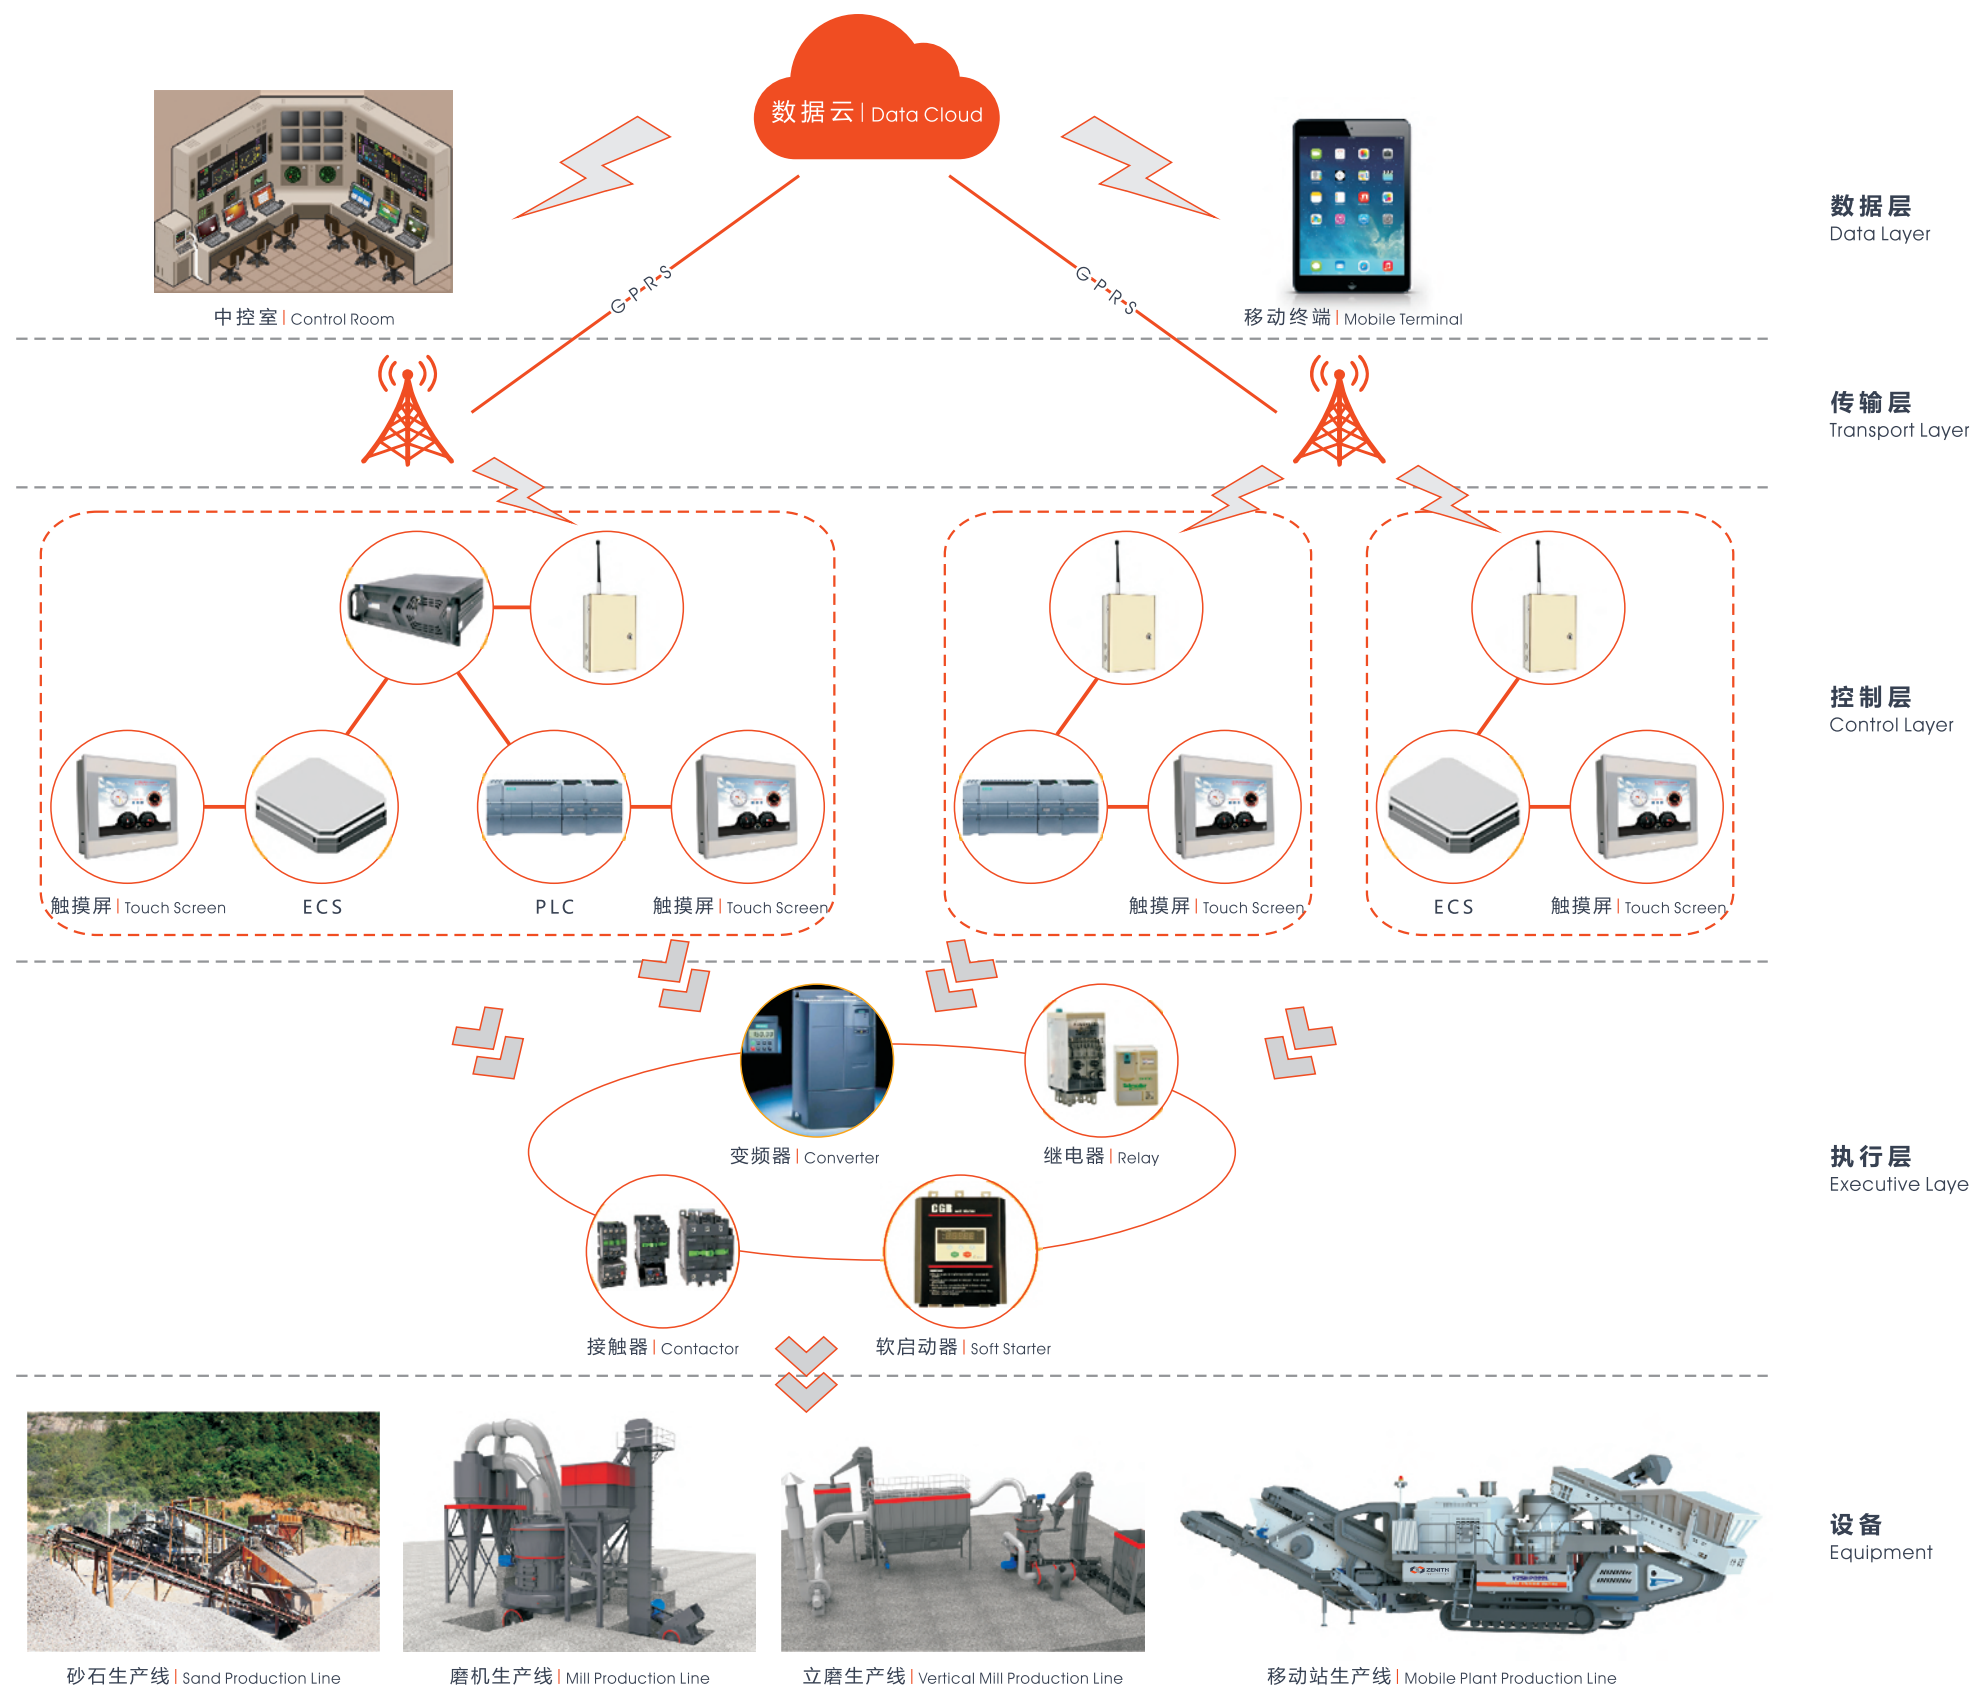 数据云 | Data Cloud
数据层
Data Layer
G-P-R-S
G-P-R-S
中控室 | Control Room
移动终端 | Mobile Terminal
传输层
Transport Layer
控制层
Control Layer
触摸屏 | Touch Screen
ECS
PLC
触摸屏 | Touch Screen
触摸屏 | Touch Screen
ECS
触摸屏 | Touch Screen
变频器 | Converter
继电器 | Relay
执行层
Executive Laye
CGR
接触器 | Contactor
软启动器 | Soft Starter
设备
Equipment
ZENITH
砂石生产线 | Sand Production Line
磨机生产线 | Mill Production Line
立磨生产线 | Vertical Mill Production Line
移动站生产线 | Mobile Plant Production Line